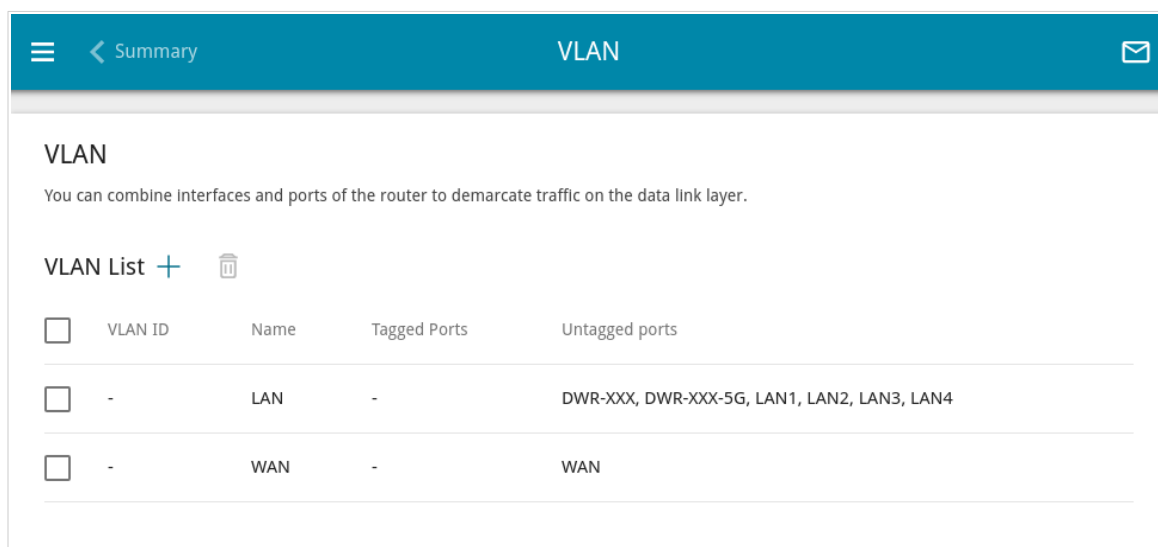 Summary VLAN
VLAN
You can combine interfaces and ports of the router to demarcate traffic on the data link layer.
VLAN List
VLAN ID Name Tagged Ports Untagged ports
- LAN - DWR-XXX, DWR-XXX-5G, LAN1, LAN2, LAN3, LAN4
- WAN - WAN